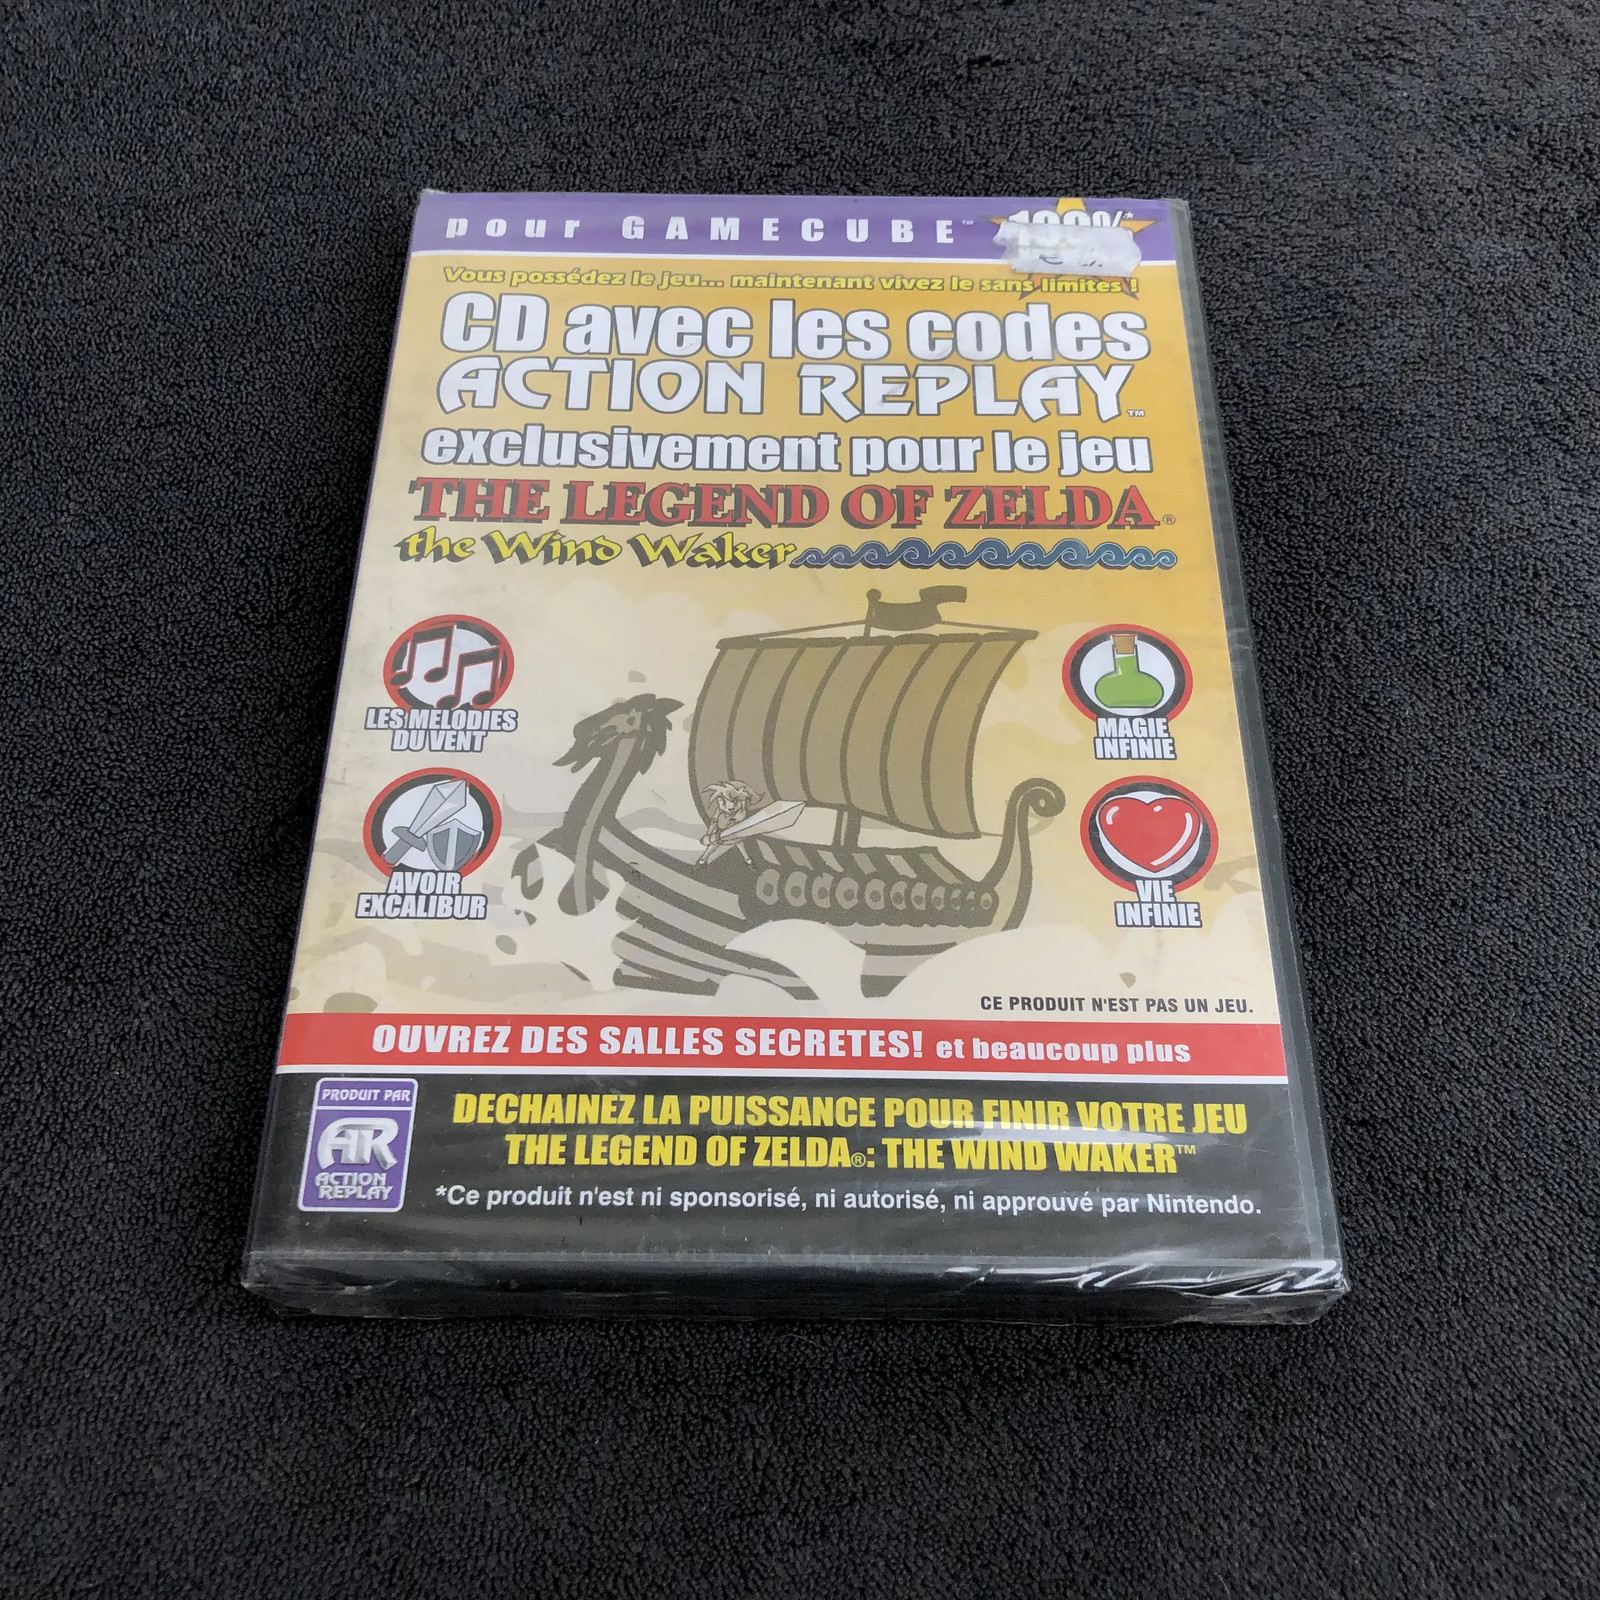 pour GAMECUBE™
Vous possédez le jeu... maintenant vivez le sans limites !
CD avec les codes
ACTION REPLAY™
exclusivement pour le jeu
THE LEGEND OF ZELDA®
the Wind Waker
LES MELODIES
DU VENT
MAGIE
INFINIE
AVOIR
EXCALIBUR
VIE
INFINIE
CE PRODUIT N'EST PAS UN JEU.
OUVREZ DES SALLES SECRETES! et beaucoup plus
PRODUIT PAR
AR
ACTION
REPLAY
DECHAINEZ LA PUISSANCE POUR FINIR VOTRE JEU
THE LEGEND OF ZELDA®: THE WIND WAKER™
*Ce produit n'est ni sponsorisé, ni autorisé, ni approuvé par Nintendo.